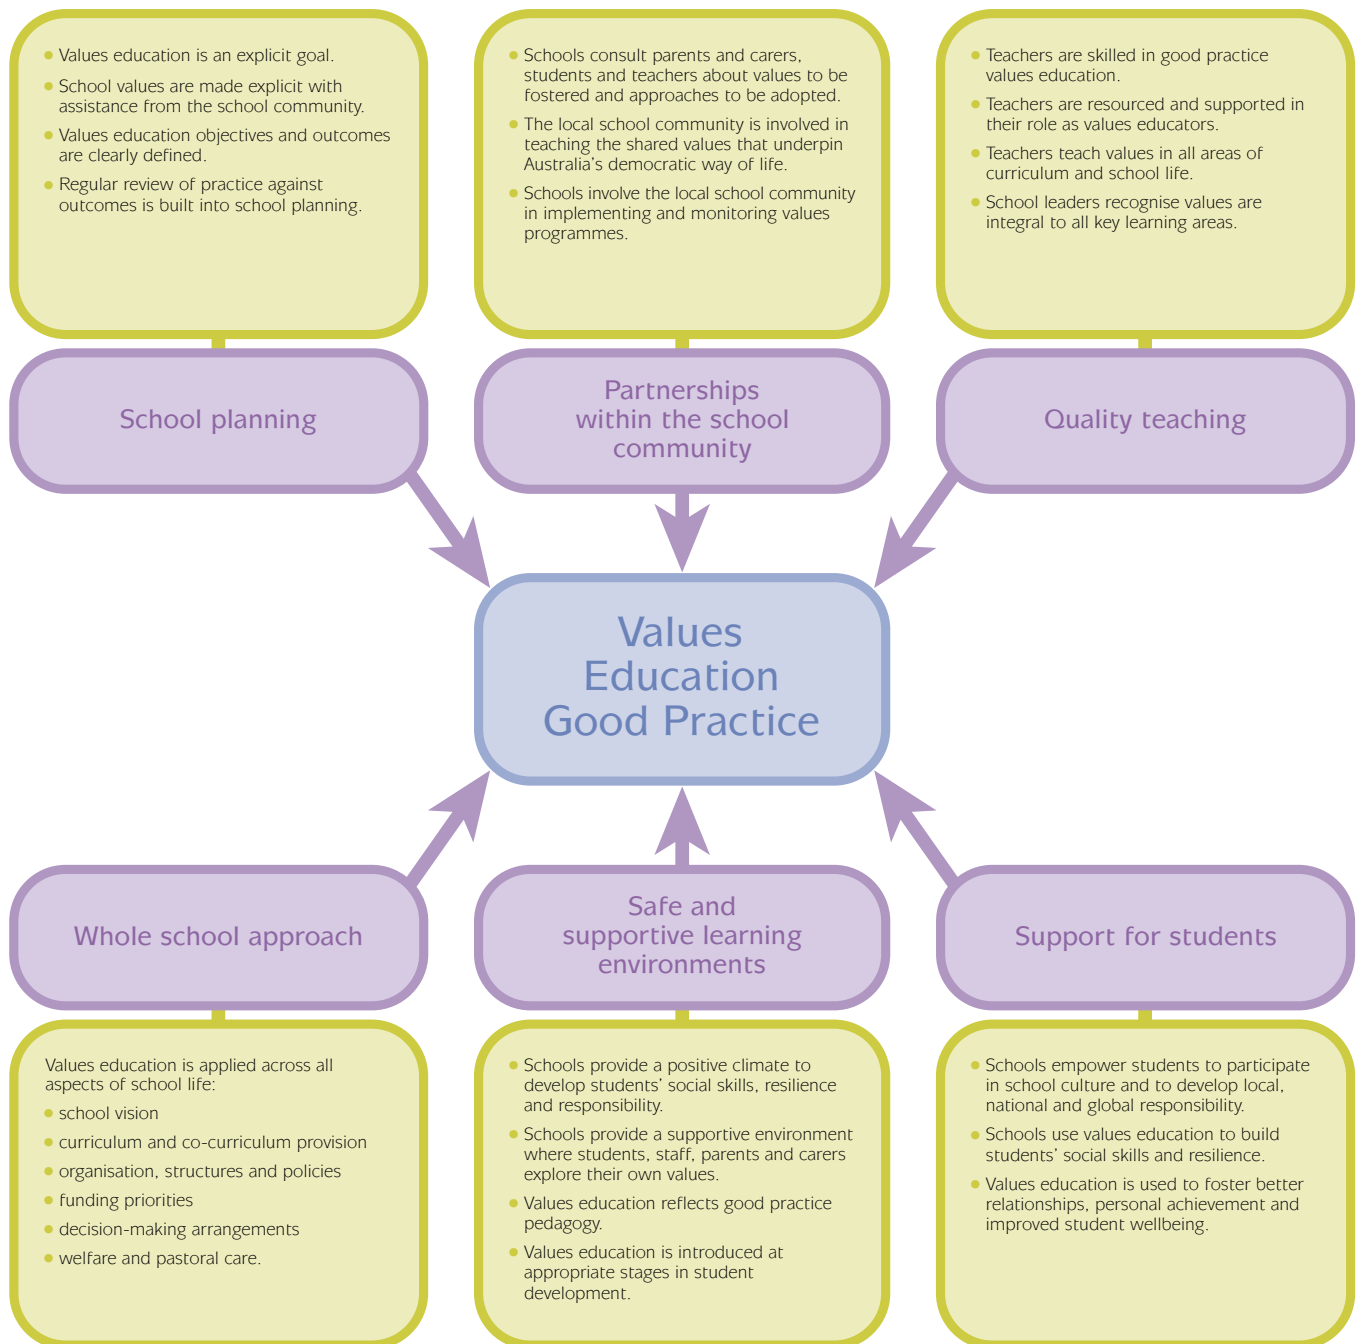 • Values education is an explicit goal.
• School values are made explicit with
assistance from the school community.
• Values education objectives and outcomes
are clearly defined.
• Regular review of practice against
outcomes is built into school planning.
• Schools consult parents and carers,
students and teachers about values to be
fostered and approaches to be adopted.
• The local school community is involved in
teaching the shared values that underpin
Australia’s democratic way of life.
• Schools involve the local school community
in implementing and monitoring values
programmes.
• Teachers are skilled in good practice
values education.
• Teachers are resourced and supported in
their role as values educators.
• Teachers teach values in all areas of
curriculum and school life.
• School leaders recognise values are
integral to all key learning areas.
School planning
Partnerships
within the school
community
Quality teaching
Values
Education
Good Practice
Whole school approach
Safe and
supportive learning
environments
Support for students
Values education is applied across all
aspects of school life:
• school vision
• curriculum and co-curriculum provision
• organisation, structures and policies
• funding priorities
• decision-making arrangements
• welfare and pastoral care.
• Schools provide a positive climate to
develop students’ social skills, resilience
and responsibility.
• Schools provide a supportive environment
where students, staff, parents and carers
explore their own values.
• Values education reflects good practice
pedagogy.
• Values education is introduced at
appropriate stages in student
development.
• Schools empower students to participate
in school culture and to develop local,
national and global responsibility.
• Schools use values education to build
students’ social skills and resilience.
• Values education is used to foster better
relationships, personal achievement and
improved student wellbeing.